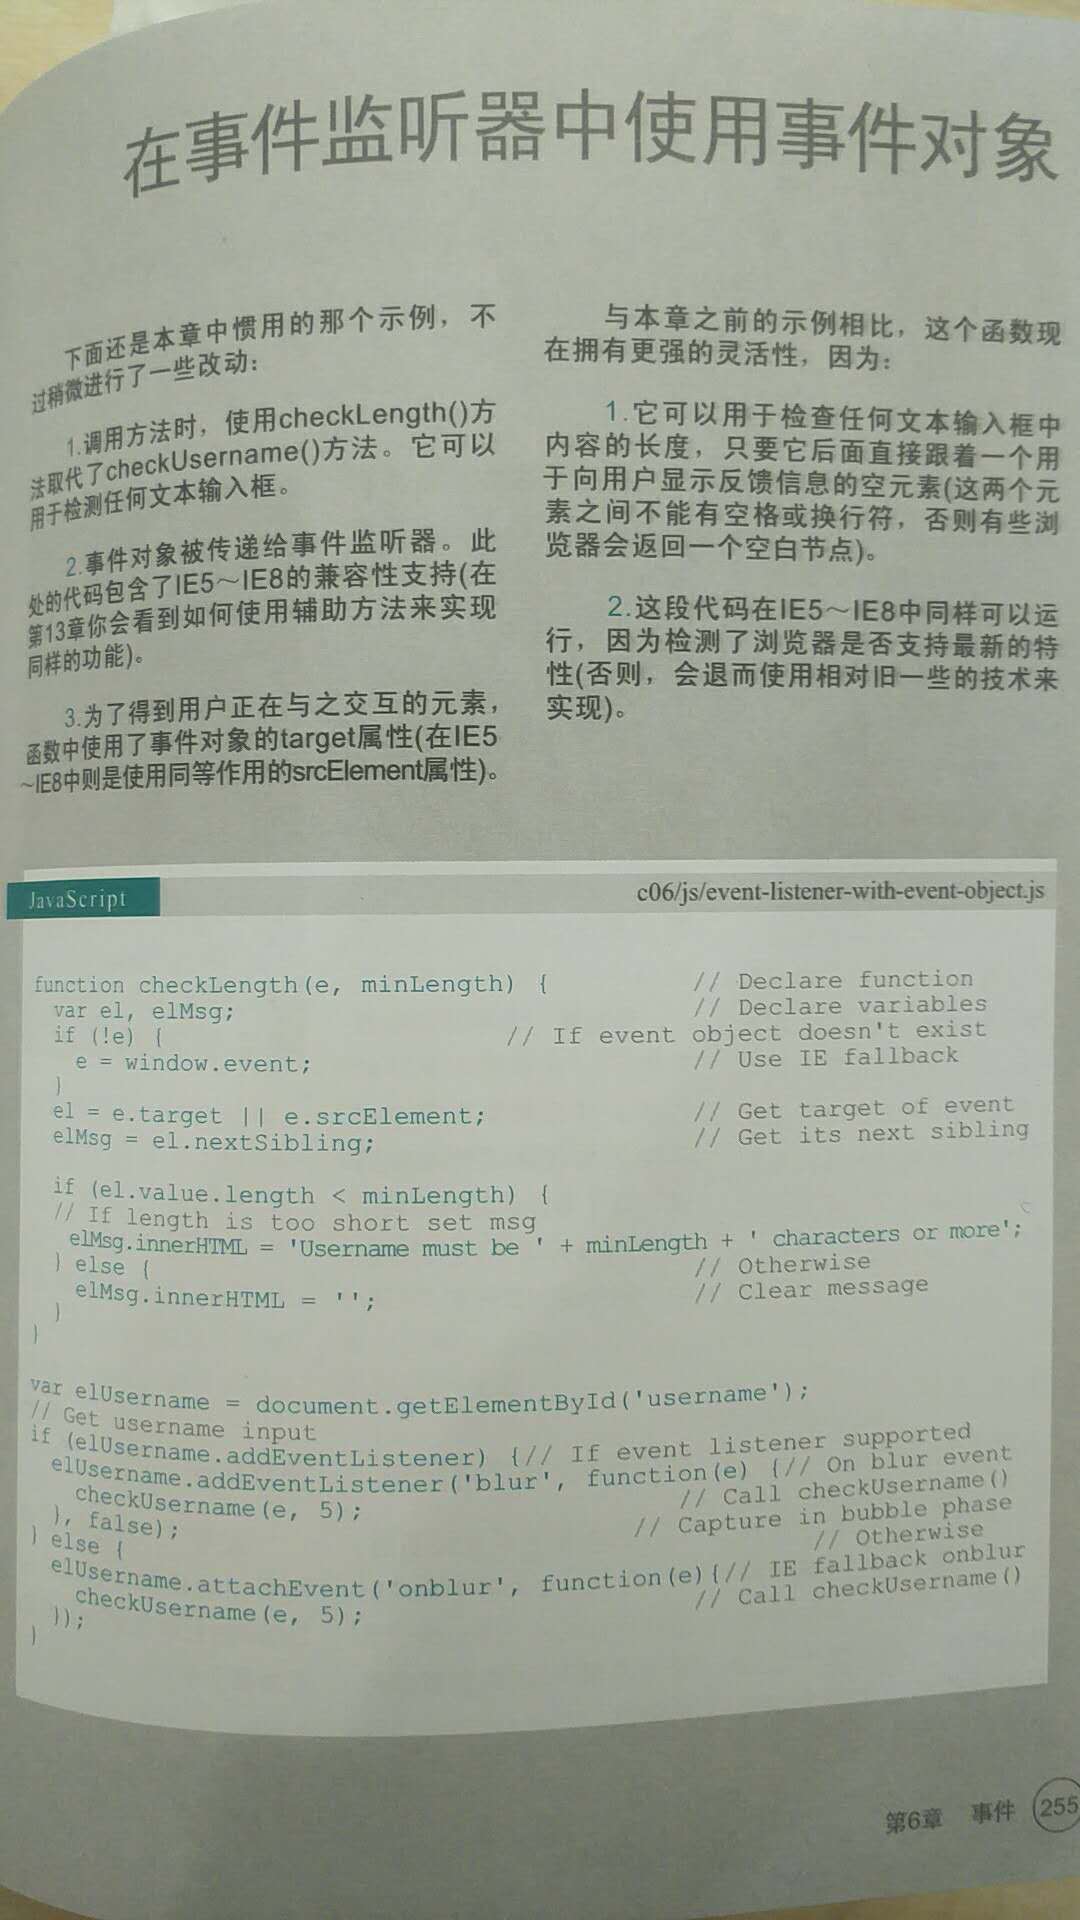 在事件监听器中使用事件对象
下面还是本章中惯用的那个示例，不
过稍微进行了一些改动：
1.调用方法时，使用checkLength()方
法取代了checkUsername()方法。它可以
用于检测任何文本输入框。
2.事件对象被传递给事件监听器。此
处的代码包含了IE5～IE8的兼容性支持(在
第13章你会看到如何使用辅助方法来实现
同样的功能)。
3.为了得到用户正在与之交互的元素，
函数中使用了事件对象的target属性(在IE5
～IE8中则是使用同等作用的srcElement属性)。
与本章之前的示例相比，这个函数现
在拥有更强的灵活性，因为：
1.它可以用于检查任何文本输入框中
内容的长度，只要它后面直接跟着一个用
于向用户显示反馈信息的空元素(这两个元
素之间不能有空格或换行符，否则有些浏
览器会返回一个空白节点)。
2.这段代码在IE5～IE8中同样可以运
行，因为检测了浏览器是否支持最新的特
性(否则，会退而使用相对旧一些的技术来
实现)。
JavaScript c06/js/event-listener-with-event-object.js
function checkLength(e, minLength) { // Declare function
var el, elMsg; // Declare variables
if (!e) { // If event object doesn't exist
e = window.event; // Use IE fallback
}
el = e.target || e.srcElement; // Get target of event
elMsg = el.nextSibling; // Get its next sibling
if (el.value.length < minLength) {
// If length is too short set msg
elMsg.innerHTML = 'Username must be ' + minLength + ' characters or more';
} else { // Otherwise
elMsg.innerHTML = ''; // Clear message
}
}
var elUsername = document.getElementById('username');
// Get username input
if (elUsername.addEventListener) {// If event listener supported
elUsername.addEventListener('blur', function(e) {// On blur event
checkUsername(e, 5); // Call checkUsername()
}, false); // Capture in bubble phase
} else { // Otherwise
elUsername.attachEvent('onblur', function(e){// IE fallback onblur
checkUsername(e, 5); // Call checkUsername()
});
}
第6章 事件 255